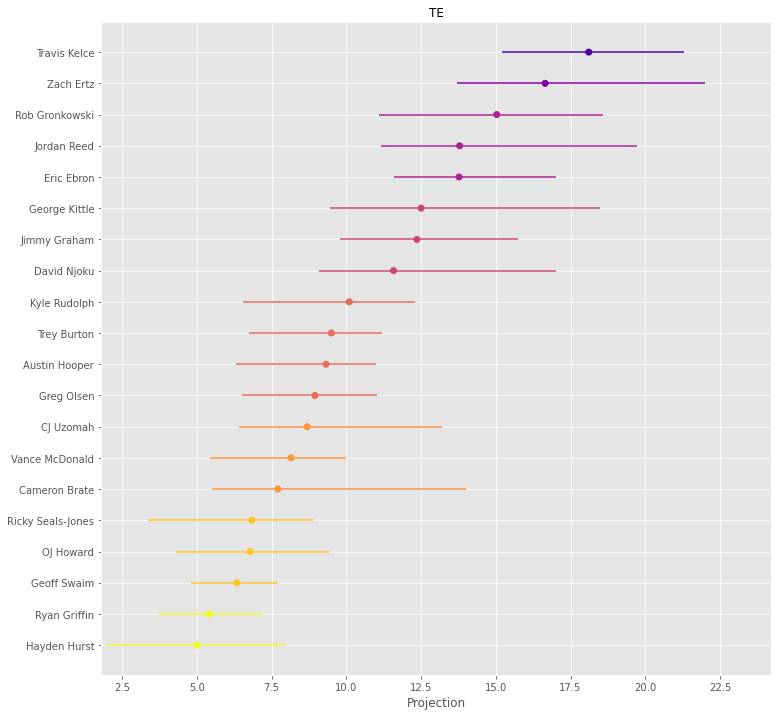 TE
Travis Kelce
Zach Ertz
Rob Gronkowski
Jordan Reed
Eric Ebron
George Kittle
Jimmy Graham
David Njoku
Kyle Rudolph
Trey Burton
Austin Hooper
Greg Olsen
CJ Uzomah
Vance McDonald
Cameron Brate
Ricky Seals-Jones
OJ Howard
Geoff Swaim
Ryan Griffin
Hayden Hurst
2.5 5.0 7.5 10.0 12.5 15.0 17.5 20.0 22.5
Projection